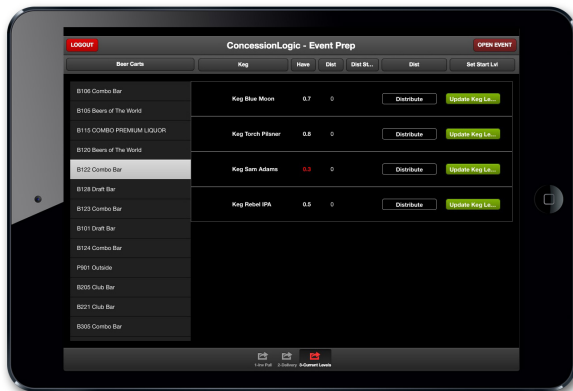 LOGOUT
ConcessionLogic - Event Prep
OPEN EVENT
Beer Carts
Keg
Have
Dist
Dist St...
Dist
Set Start Lvl
B106 Combo Bar
B105 Beers of The World
B115 COMBO PREMIUM LIQUOR
B120 Beers of The World
B122 Combo Bar
B128 Draft Bar
B123 Combo Bar
B101 Draft Bar
B124 Combo Bar
P901 Outside
B205 Club Bar
B221 Club Bar
B305 Combo Bar
Keg Blue Moon 0.7 0 Distribute Update Keg Le...
Keg Torch Pilsner 0.8 0 Distribute Update Keg Le...
Keg Sam Adams 0.3 0 Distribute Update Keg Le...
Keg Rebel IPA 0.5 0 Distribute Update Keg Le...
1-Inv Pull 2-Delivery 3-Current Levels